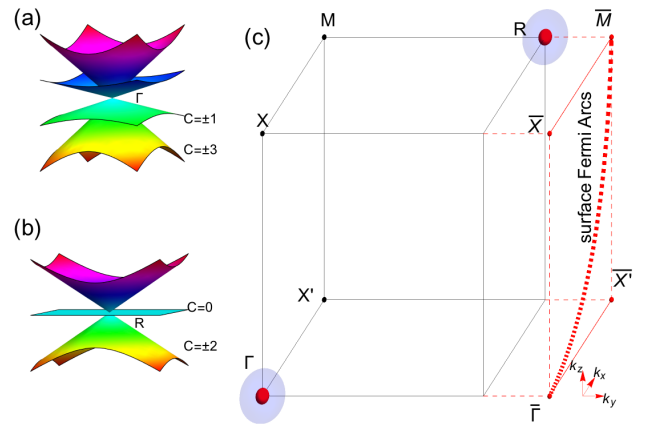 (a)
Γ
C=±1
C=±3
(b)
C=0
R
C=±2
(c)
M
R
M̅
X
X̅
surface Fermi Arcs
X'
X̅'̅
Γ
Γ̅
k_z
k_x
k_y